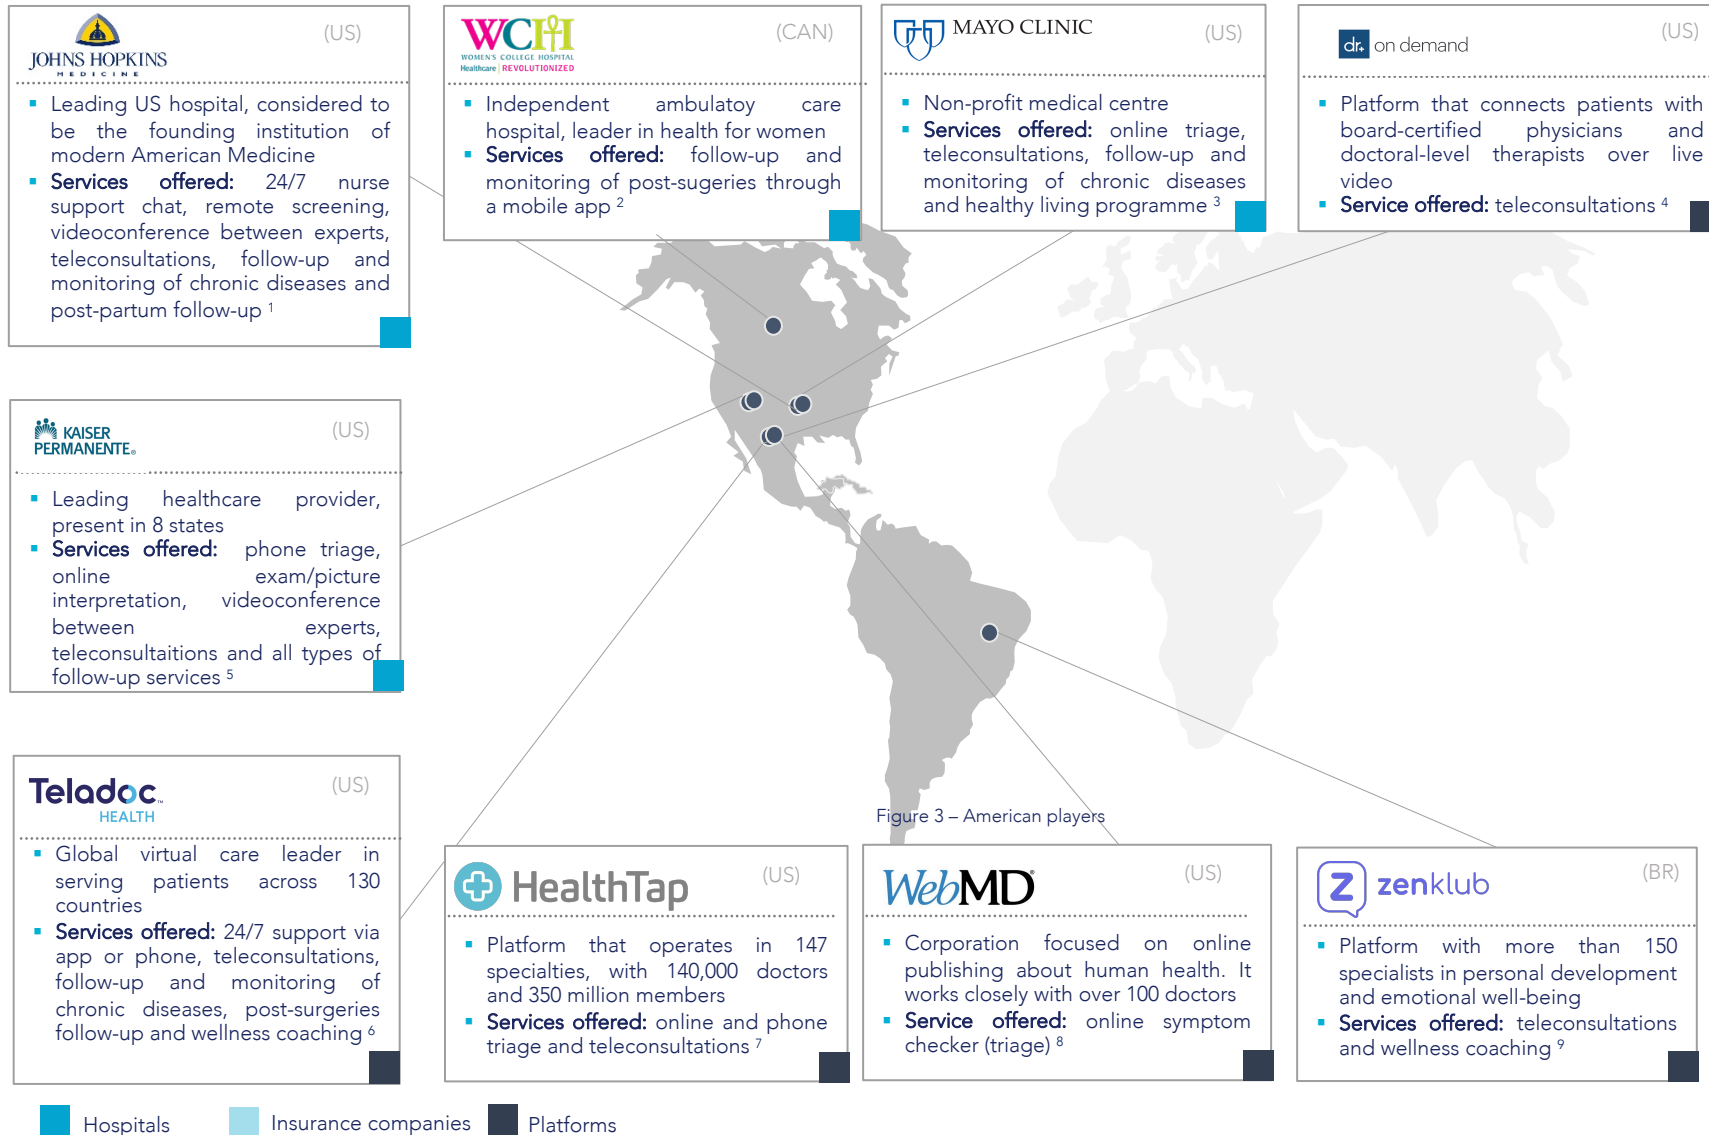 JOHNS HOPKINS
MEDICINE
(US)
Leading US hospital, considered to
be the founding institution of
modern American Medicine
Services offered: 24/7 nurse
support chat, remote screening,
videoconference between experts,
teleconsultations, follow-up and
monitoring of chronic diseases and
post-partum follow-up 1
WCH
WOMEN'S COLLEGE HOSPITAL
Healthcare | REVOLUTIONIZED
(CAN)
Independent ambulatoy care
hospital, leader in health for women
Services offered: follow-up and
monitoring of post-sugeries through
a mobile app 2
MAYO CLINIC
(US)
Non-profit medical centre
Services offered: online triage,
teleconsultations, follow-up and
monitoring of chronic diseases
and healthy living programme 3
dr+ on demand
(US)
Platform that connects patients with
board-certified physicians and
doctoral-level therapists over live
video
Service offered: teleconsultations 4
KAISER
PERMANENTE®
(US)
Leading healthcare provider,
present in 8 states
Services offered: phone triage,
online exam/picture
interpretation, videoconference
between experts,
teleconsultaitions and all types of
follow-up services 5
Teladoc™
HEALTH
(US)
Global virtual care leader in
serving patients across 130
countries
Services offered: 24/7 support via
app or phone, teleconsultations,
follow-up and monitoring of
chronic diseases, post-surgeries
follow-up and wellness coaching 6
Figure 3 – American players
HealthTap
(US)
Platform that operates in 147
specialties, with 140,000 doctors
and 350 million members
Services offered: online and phone
triage and teleconsultations 7
WebMD®
(US)
Corporation focused on online
publishing about human health. It
works closely with over 100 doctors
Service offered: online symptom
checker (triage) 8
Z zenklub
(BR)
Platform with more than 150
specialists in personal development
and emotional well-being
Services offered: teleconsultations
and wellness coaching 9
Hospitals
Insurance companies
Platforms